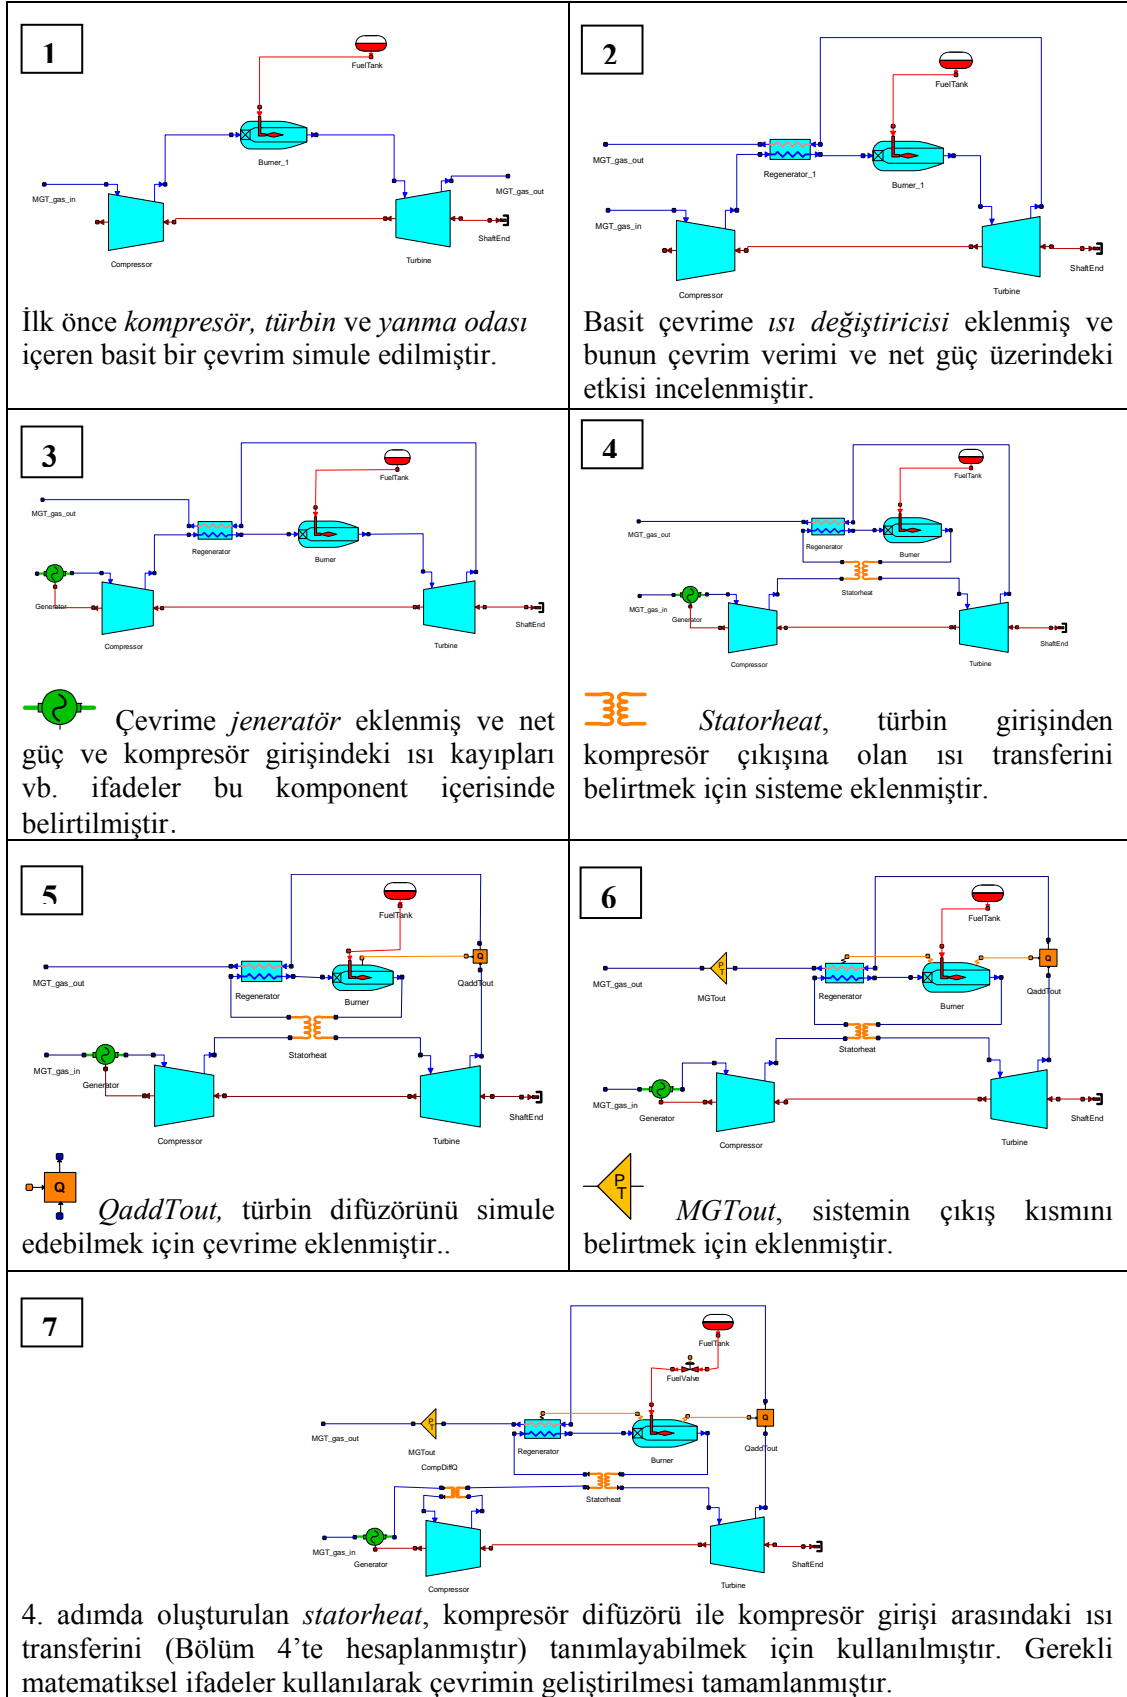 1
FuelTank
Burner_1
MGT_gas_in
MGT_gas_out
ShaftEnd
Turbine
Compressor
İlk önce kompresör, türbin ve yanma odası
içeren basit bir çevrim simule edilmiştir.
2
FuelTank
MGT_gas_out
Regenerator_1
Burner_1
MGT_gas_in
ShaftEnd
Turbine
Compressor
Basit çevrime ısı değiştiricisi eklenmiş ve
bunun çevrim verimi ve net güç üzerindeki
etkisi incelenmiştir.
3
FuelTank
MGT_gas_out
Regenerator
Burner
Generator
ShaftEnd
Compressor
Turbine
Çevrime jeneratör eklenmiş ve net
güç ve kompresör girişindeki ısı kayıpları
vb. ifadeler bu komponent içerisinde
belirtilmiştir.
4
FuelTank
MGT_gas_out
Regenerator
Burner
Statorheat
MGT_gas_in
Generator
ShaftEnd
Compressor
Turbine
Statorheat, türbin girişinden
kompresör çıkışına olan ısı transferini
belirtmek için sisteme eklenmiştir.
5
FuelTank
Q
MGT_gas_out
Regenerator
Burner
QaddTout
Statorheat
MGT_gas_in
Generator
ShaftEnd
Compressor
Turbine
Q
QaddTout, türbin difüzörünü simule
edebilmek için çevrime eklenmiştir..
6
FuelTank
Q
P
T
MGT_gas_out
MGTout
Regenerator
Burner
QaddTout
Statorheat
MGT_gas_in
Generator
ShaftEnd
Compressor
Turbine
P
T
MGTout, sistemin çıkış kısmını
belirtmek için eklenmiştir.
7
FuelTank
FuelValve
Q
P
T
MGT_gas_out
MGTout
Regenerator
Burner
QaddTout
CompDiffQ
Statorheat
MGT_gas_in
Generator
ShaftEnd
Compressor
Turbine
4. adımda oluşturulan statorheat, kompresör difüzörü ile kompresör girişi arasındaki ısı
transferini (Bölüm 4’te hesaplanmıştır) tanımlayabilmek için kullanılmıştır. Gerekli
matematiksel ifadeler kullanılarak çevrimin geliştirilmesi tamamlanmıştır.